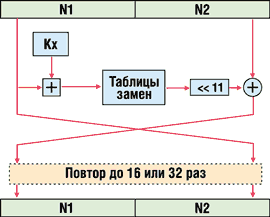 N1 N2
Kx
Таблицы
замен
<< 11
Повтор до 16 или 32 раз
N1 N2